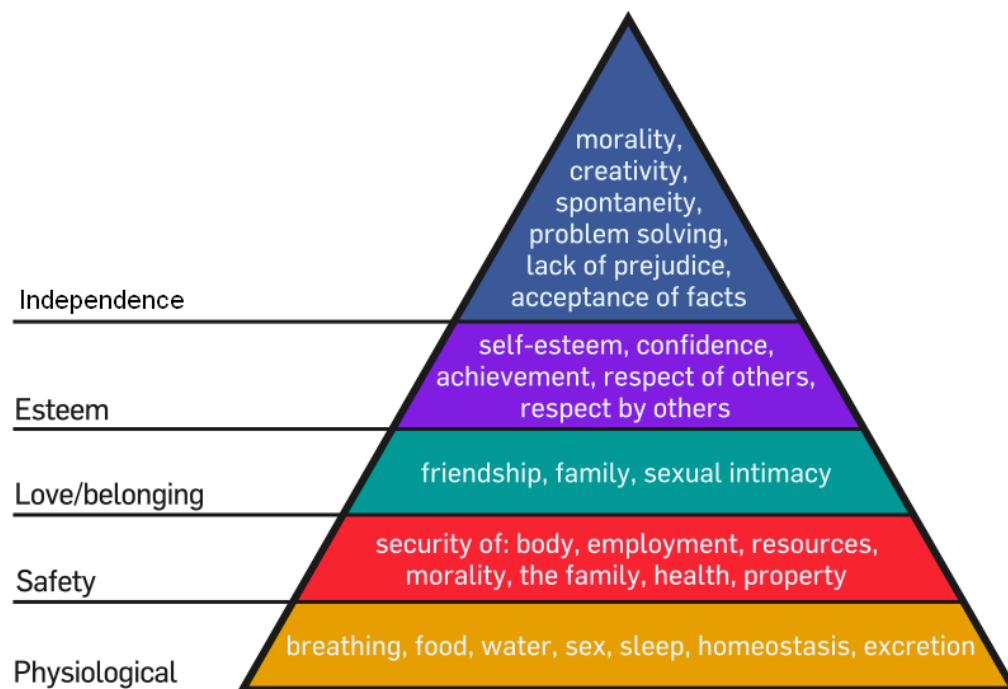 morality,
creativity,
spontaneity,
problem solving,
lack of prejudice,
acceptance of facts
Independence
self-esteem, confidence,
achievement, respect of others,
respect by others
Esteem
friendship, family, sexual intimacy
Love/belonging
security of: body, employment, resources,
morality, the family, health, property
Safety
breathing, food, water, sex, sleep, homeostasis, excretion
Physiological